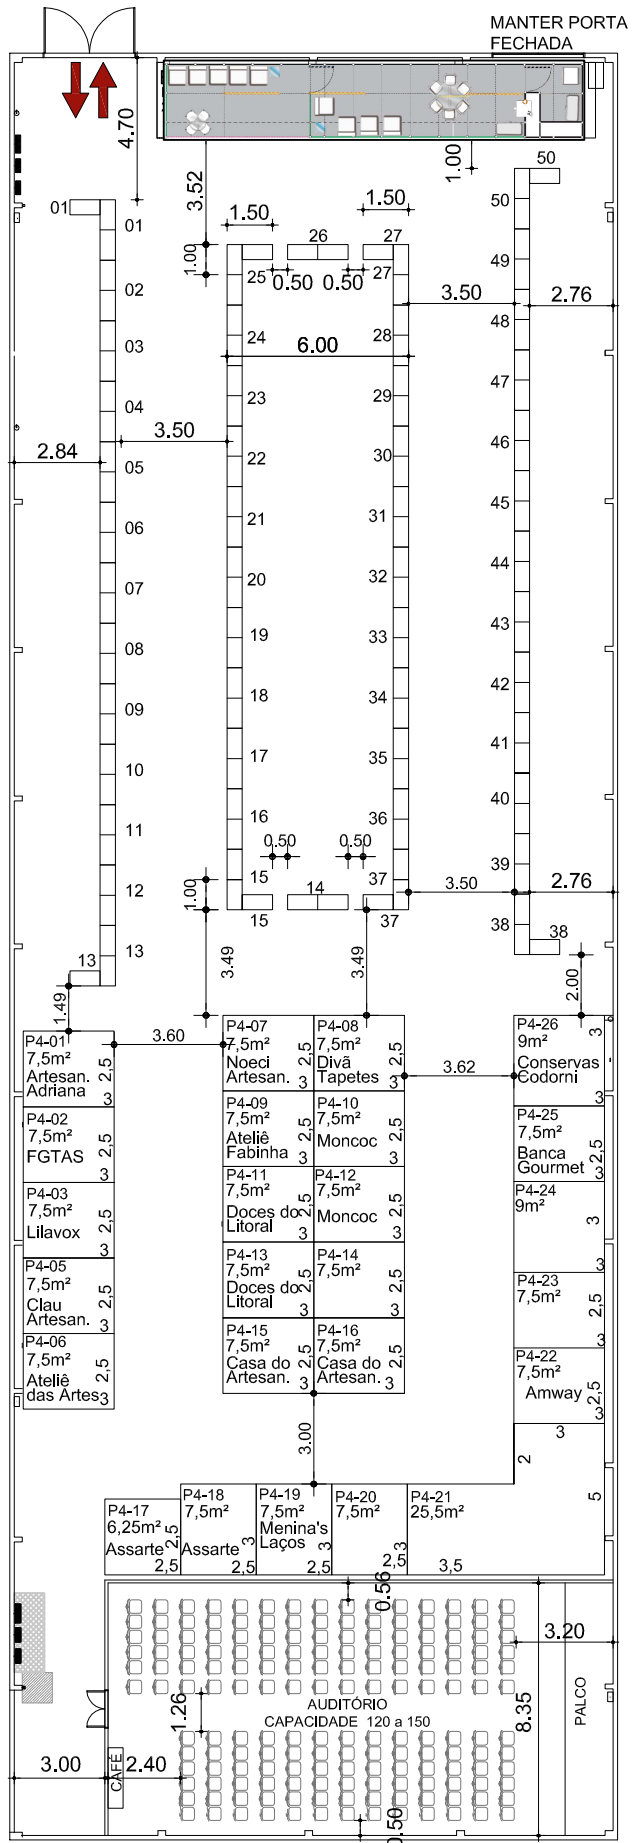 MANTER PORTA
FECHADA
4.70
1.00
3.52
50
01
50
1.50
1.50
01
26
27
49
1.00
25
27
0.50
0.50
02
3.50
2.76
48
24
28
6.00
03
47
23
29
04
46
3.50
2.84
22
30
05
45
21
31
06
44
20
32
07
43
19
33
08
42
18
34
09
41
17
35
10
40
16
36
11
0.50
0.50
39
15
37
3.50
2.76
1.00
14
12
15
37
38
38
13
13
3.49
3.49
2.00
1.49
3.60
3.62
P4-01
7,5m²
Artesan.
Adriana
2,5
3
P4-02
7,5m²
FGTAS
2,5
3
P4-03
7,5m²
Lilavox
2,5
3
P4-05
7,5m²
Clau
Artesan.
2,5
3
P4-06
7,5m²
Ateliê
das Artes
2,5
3
P4-07
7,5m²
Noeci
Artesan.
2,5
3
P4-08
7,5m²
Divã
Tapetes
2,5
3
P4-09
7,5m²
Ateliê
Fabinha
2,5
3
P4-10
7,5m²
Moncoc
2,5
3
P4-11
7,5m²
Doces do
Litoral
2,5
3
P4-12
7,5m²
Moncoc
2,5
3
P4-13
7,5m²
Doces do
Litoral
2,5
3
P4-14
7,5m²
2,5
3
P4-15
7,5m²
Casa do
Artesan.
2,5
3
P4-16
7,5m²
Casa do
Artesan.
2,5
3
P4-26
9m²
Conservas
Codorni
3
3
P4-25
7,5m²
Banca
Gourmet
2,5
3
P4-24
9m²
3
3
P4-23
7,5m²
2,5
3
P4-22
7,5m²
Amway
2,5
3
3.00
P4-17
6,25m²
Assarte
2,5
2,5
P4-18
7,5m²
Assarte
3
2,5
P4-19
7,5m²
Menina's
Laços
3
2,5
P4-20
7,5m²
3
2,5
P4-21
25,5m²
3
2
5
3,5
0.56
3.20
1.26
AUDITÓRIO
CAPACIDADE 120 a 150
8.35
PALCO
3.00
CAFÉ
2.40
0.50